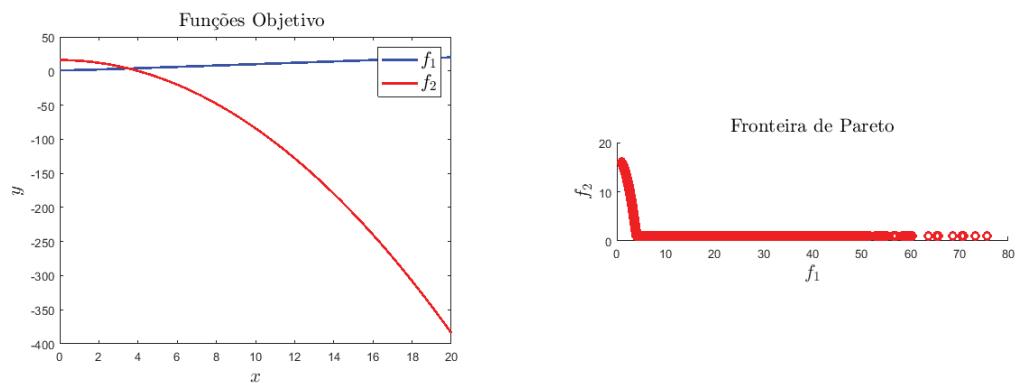 Funções Objetivo
50
0
-50
-100
-150
-200
-250
-300
-350
-400
y
0 2 4 6 8 10 12 14 16 18 20
x
f₁
f₂
Fronteira de Pareto
20
10
0
f₂
0 10 20 30 40 50 60 70 80
f₁